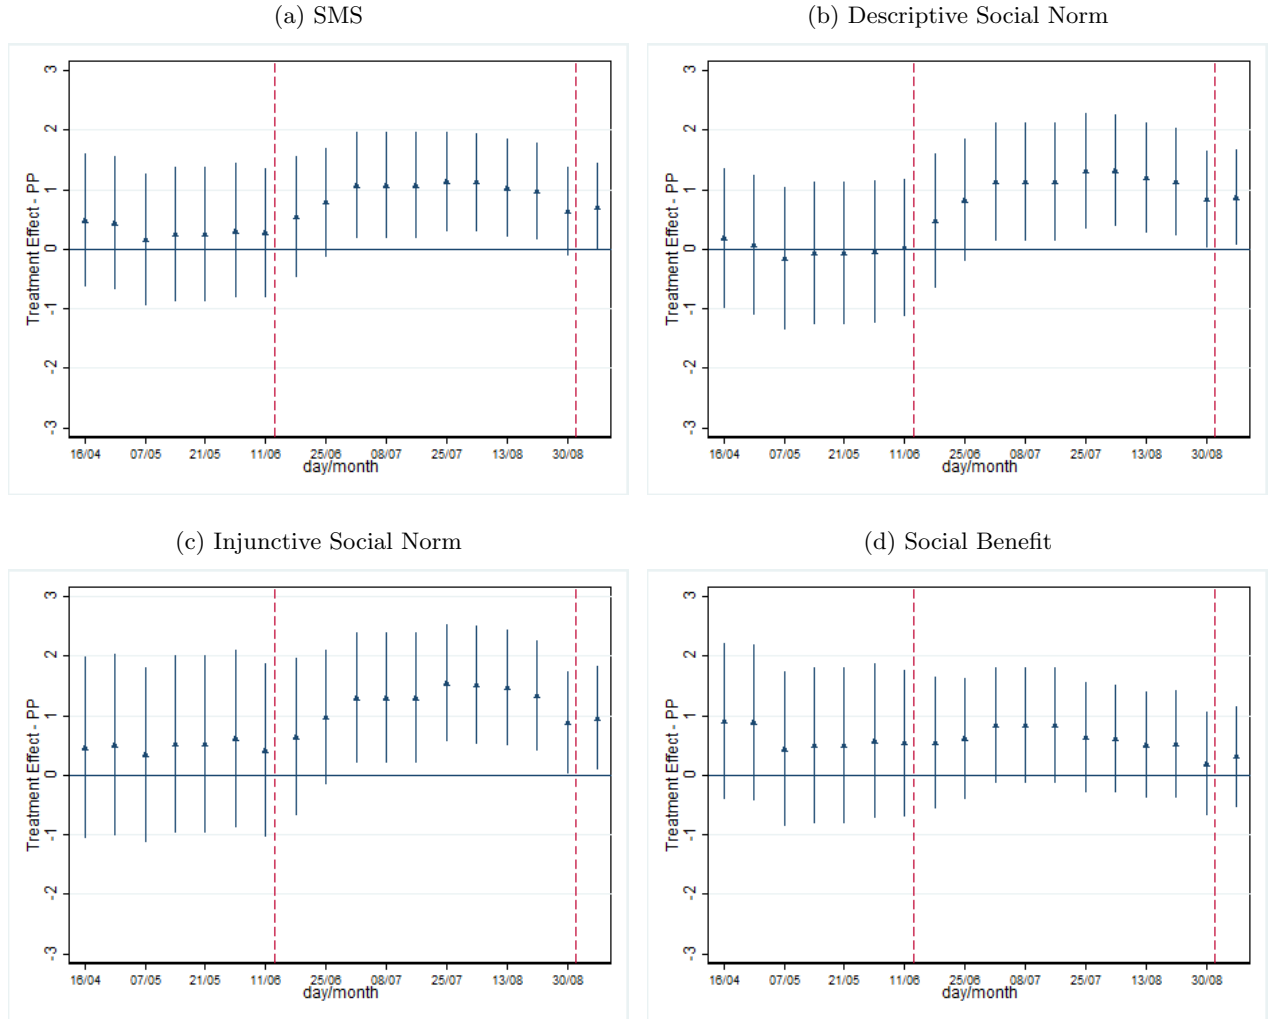 (a) SMS
3
2
1
0
-1
-2
-3
Treatment Effect - PP
16/04 07/05 21/05 11/06 25/06 08/07 25/07 13/08 30/08
day/month
(b) Descriptive Social Norm
3
2
1
0
-1
-2
-3
Treatment Effect - PP
16/04 07/05 21/05 11/06 25/06 08/07 25/07 13/08 30/08
day/month
(c) Injunctive Social Norm
3
2
1
0
-1
-2
-3
Treatment Effect - PP
16/04 07/05 21/05 11/06 25/06 08/07 25/07 13/08 30/08
day/month
(d) Social Benefit
3
2
1
0
-1
-2
-3
Treatment Effect - PP
16/04 07/05 21/05 11/06 25/06 08/07 25/07 13/08 30/08
day/month